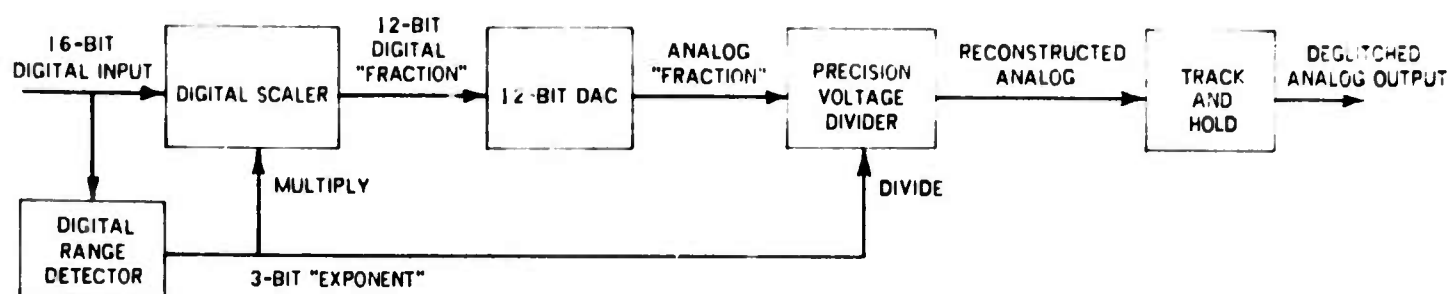 16-BIT
DIGITAL INPUT
DIGITAL SCALER
12-BIT
DIGITAL
"FRACTION"
12-BIT DAC
ANALOG
"FRACTION"
PRECISION
VOLTAGE
DIVIDER
RECONSTRUCTED
ANALOG
TRACK
AND
HOLD
DEGLITCHED
ANALOG OUTPUT
MULTIPLY
DIVIDE
DIGITAL
RANGE
DETECTOR
3-BIT "EXPONENT"